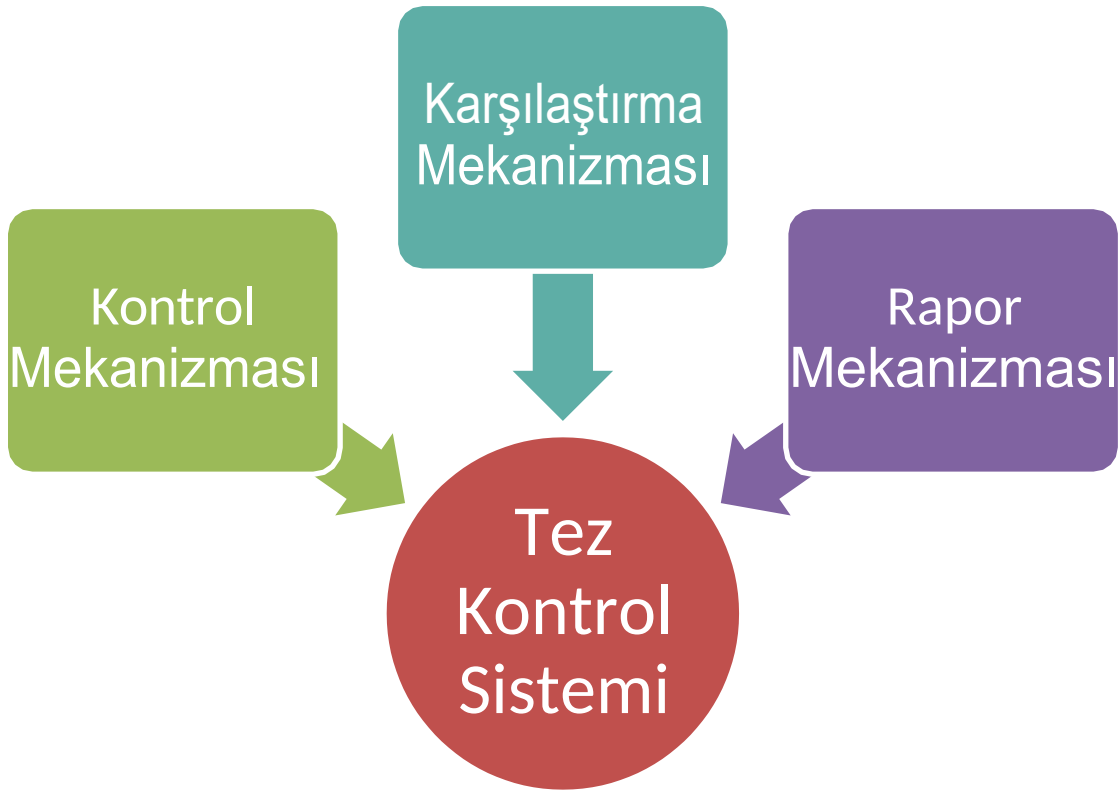 Karşılaştırma
Mekanizması
Kontrol
Mekanizması
Rapor
Mekanizması
Tez
Kontrol
Sistemi